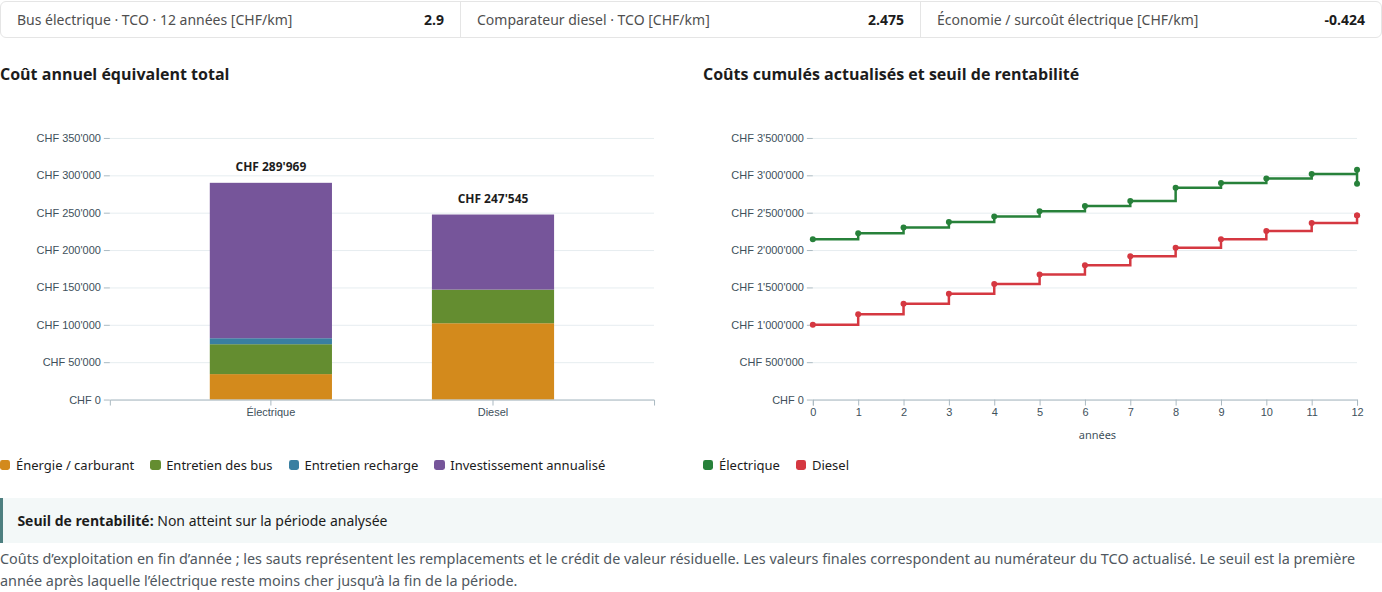 Bus électrique · TCO · 12 années [CHF/km] 2.9 Comparateur diesel · TCO [CHF/km] 2.475 Économie / surcoût électrique [CHF/km] -0.424
Coût annuel équivalent total
CHF 350'000
CHF 300'000
CHF 250'000
CHF 200'000
CHF 150'000
CHF 100'000
CHF 50'000
CHF 0
CHF 289'969
CHF 247'545
Électrique Diesel
Énergie / carburant Entretien des bus Entretien recharge Investissement annualisé
Coûts cumulés actualisés et seuil de rentabilité
CHF 3'500'000
CHF 3'000'000
CHF 2'500'000
CHF 2'000'000
CHF 1'500'000
CHF 1'000'000
CHF 500'000
CHF 0
0 1 2 3 4 5 6 7 8 9 10 11 12
années
Électrique Diesel
Seuil de rentabilité: Non atteint sur la période analysée
Coûts d’exploitation en fin d’année ; les sauts représentent les remplacements et le crédit de valeur résiduelle. Les valeurs finales correspondent au numérateur du TCO actualisé. Le seuil est la première
année après laquelle l’électrique reste moins cher jusqu’à la fin de la période.